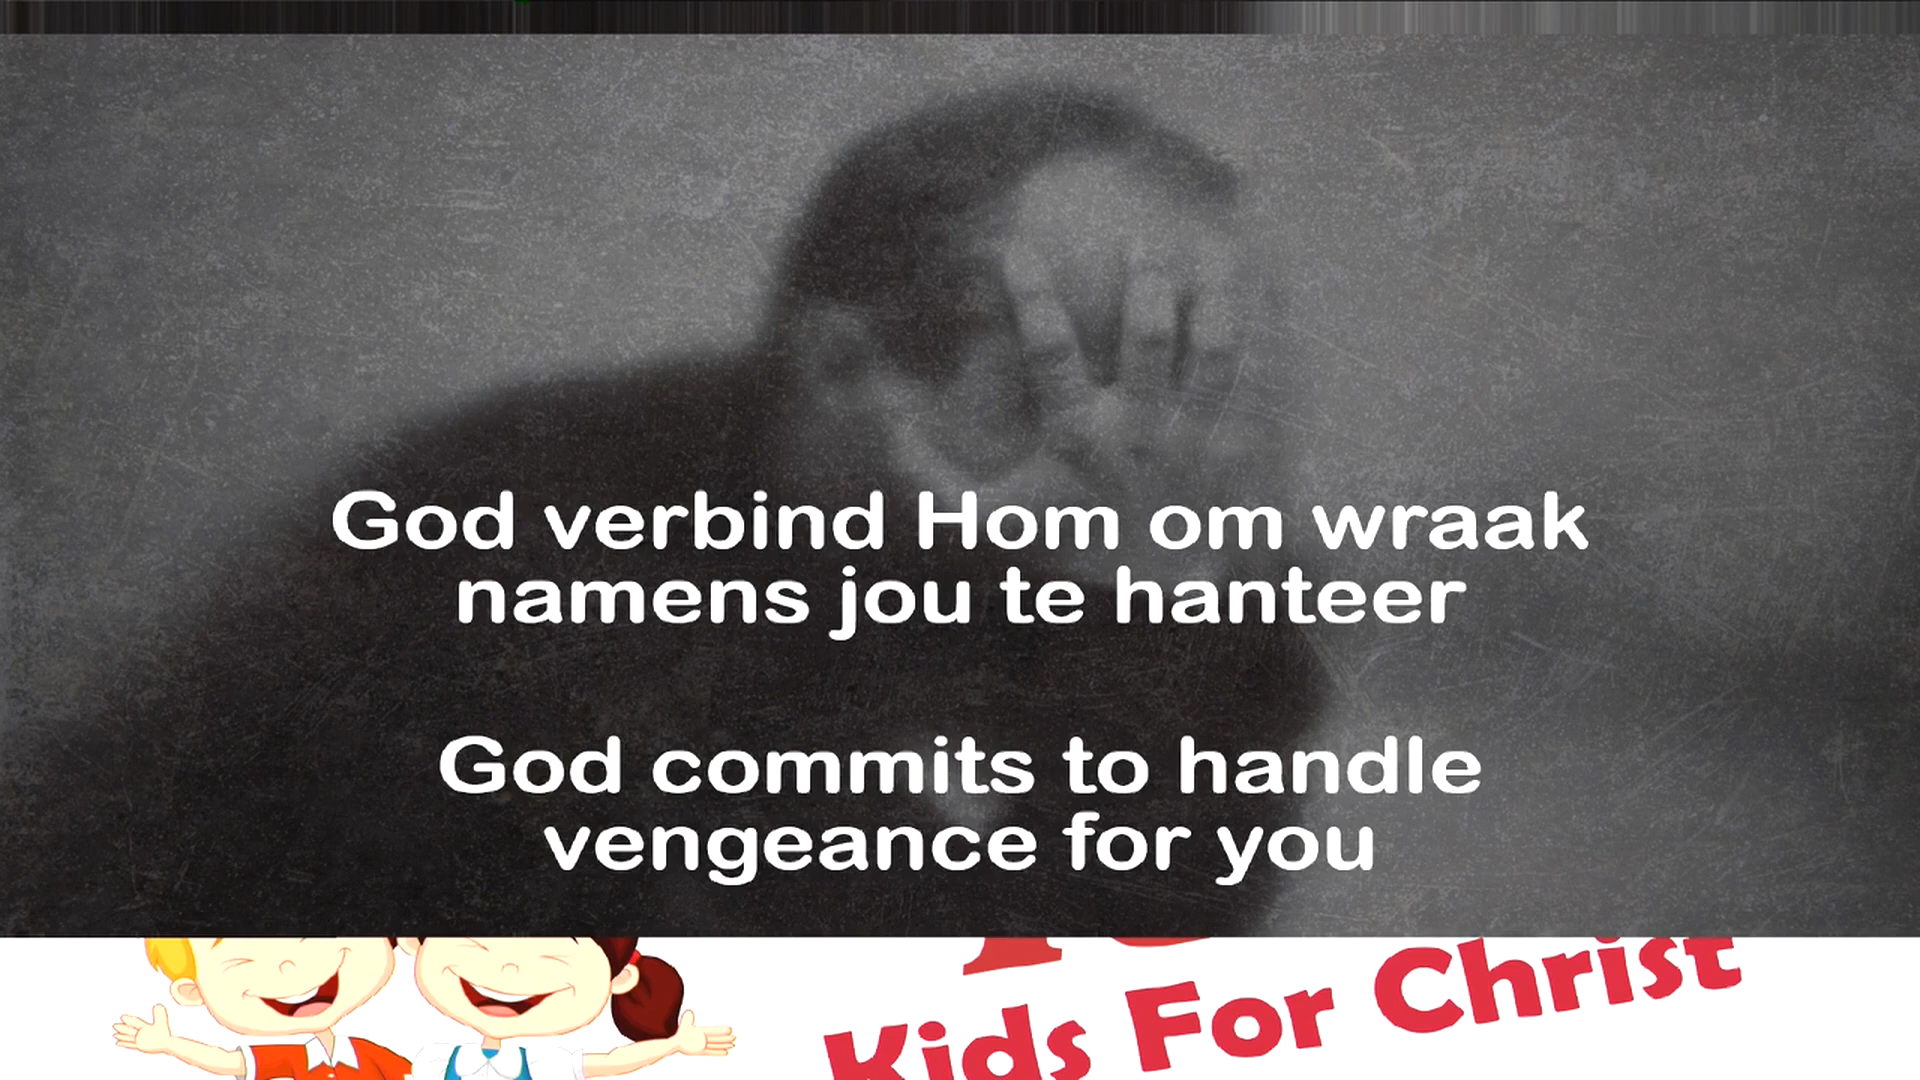 God verbind Hom om wraak
namens jou te hanteer
God commits to handle
vengeance for you
Kids For Christ